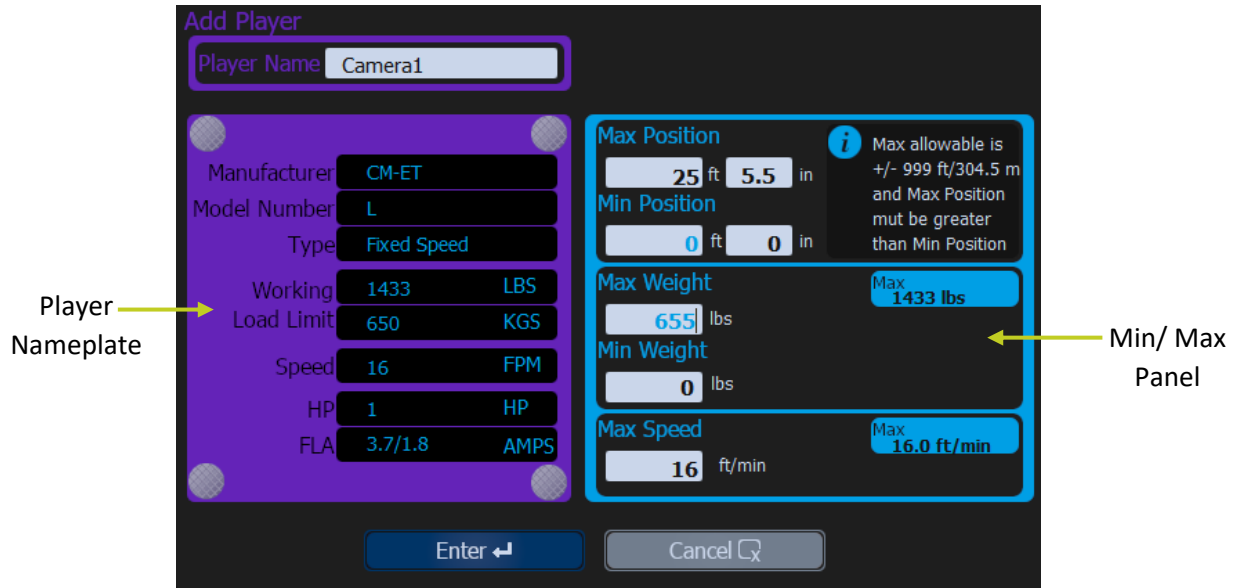 Add Player
Player Name Camera1
Manufacturer CM-ET
Model Number L
Type Fixed Speed
Working 1433 LBS
Load Limit 650 KGS
Speed 16 FPM
HP 1 HP
FLA 3.7/1.8 AMPS
Max Position
25 ft 5.5 in
Min Position
0 ft 0 in
i Max allowable is
+/- 999 ft/304.5 m
and Max Position
mut be greater
than Min Position
Max Weight
655 lbs
Min Weight
0 lbs
Max
1433 lbs
Max Speed
16 ft/min
Max
16.0 ft/min
Enter ↵
Cancel x
Player
Nameplate
Min/ Max
Panel